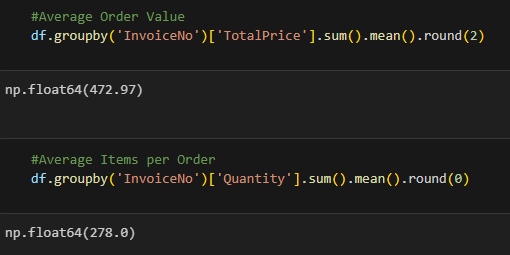 #Average Order Value
df.groupby('InvoiceNo')['TotalPrice'].sum().mean().round(2)
np.float64(472.97)
#Average Items per Order
df.groupby('InvoiceNo')['Quantity'].sum().mean().round(0)
np.float64(278.0)